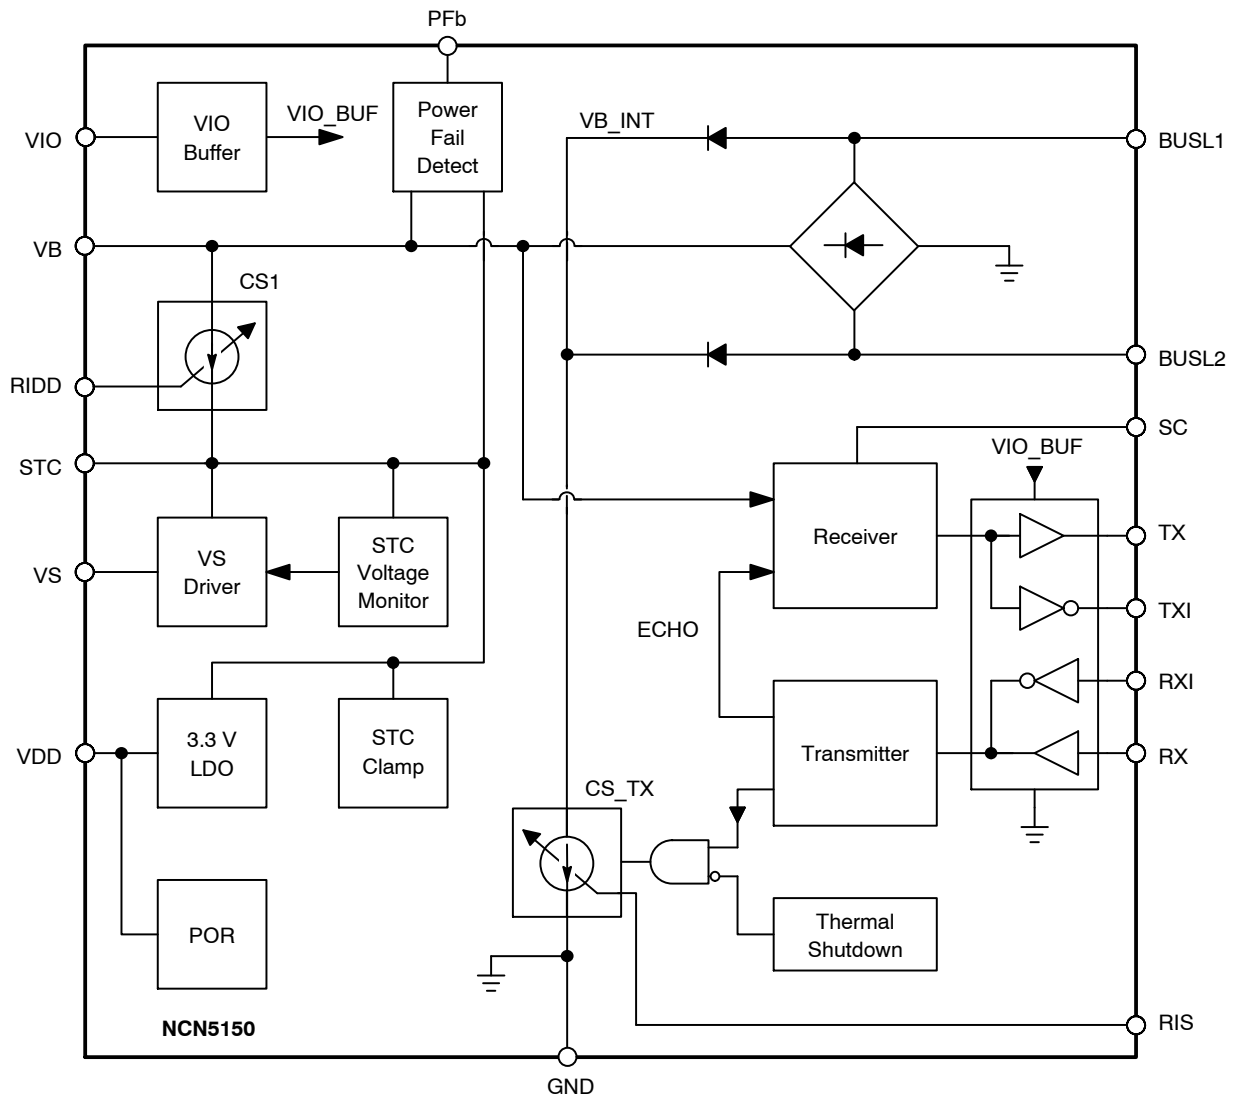 PFb
VIO
VIO
Buffer
VIO_BUF
Power
Fail
Detect
VB_INT
BUSL1
VB
CS1
BUSL2
RIDD
SC
STC
VIO_BUF
Receiver
TX
VS
VS
Driver
STC
Voltage
Monitor
TXI
ECHO
RXI
VDD
3.3 V
LDO
STC
Clamp
Transmitter
RX
CS_TX
POR
Thermal
Shutdown
NCN5150
RIS
GND